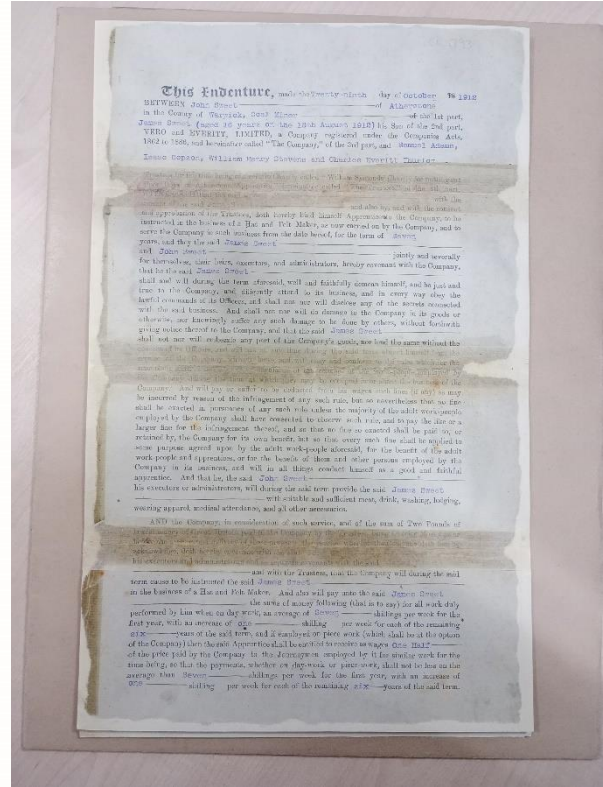 This Indenture, made the Twenty-ninth day of October 1912
BETWEEN John Sweet of Atherstone
in the County of Warwick, Coal Miner of the 1st part,
James Sweet (aged 16 years on the 15th August 1912) his Son of the 2nd part,
VERO and EVERITT, LIMITED, a Company registered under the Companies Acts,
1862 to 1889, and hereinafter called "The Company," of the 3rd part, and Samuel Adams,
Isaac Hopson, William Henry Stevens and Charles Everitt
with the
and also by, and with the consent
and approbation of the Trustees, doth hereby bind himself Apprentice to the Company, to be
instructed in the business of a Hat and Felt Maker, as now carried on by the Company, and to
serve the Company in such business from the date hereof, for the term of Seven
years, and they the said James Sweet
and John Sweet jointly and severally
for themselves, their heirs, executors, and administrators, hereby covenant with the Company,
that he the said James Sweet
shall and will during the term aforesaid, well and faithfully demean himself, and be just and
true to the Company, and diligently attend to its business, and in every way obey the
lawful commands of its Officers, and shall not nor will disclose any of the secrets connected
with the said business. And shall not nor will do damage to the Company in its goods or
otherwise, nor knowingly suffer any such damage to be done by others, without forthwith
giving notice thereof to the Company, and that the said James Sweet
shall not nor will embezzle any part of the Company's goods, nor lend the same without the
Company. And will pay or suffer to be deducted from his wages such fines (if any) as may
be incurred by reason of the infringement of any such rule, but so nevertheless that no fine
shall be exacted in pursuance of any such rule unless the majority of the adult workpeople
employed by the Company shall have consented to observe such rule, and to pay the like or a
larger fine for the infringement thereof, and so that no fine so exacted shall be paid to, or
retained by, the Company for its own benefit, but so that every such fine shall be applied to
some purpose agreed upon by the adult work-people aforesaid, for the benefit of the adult
work people and apprentices, or for the benefit of them and other persons employed by the
Company in its business, and will in all things conduct himself as a good and faithful
apprentice. And that he, the said John Sweet
his executors or administrators, will during the said term provide the said James Sweet
with suitable and sufficient meat, drink, washing, lodging,
wearing apparel, medical attendance, and all other necessaries.
AND the Company, in consideration of such service, and of the sum of Two Pounds of
and with the Trustees, that the Company will during the said
term cause to be instructed the said James Sweet
in the business of a Hat and Felt Maker. And also will pay unto the said James Sweet
the sums of money following (that is to say) for all work duly
performed by him when on day work, an average of Seven shillings per week for the
first year, with an increase of one shilling per week for each of the remaining
six years of the said term, and if employed on piece work (which shall be at the option
of the Company) then the said Apprentice shall be entitled to receive as wages One Half
of the price paid by the Company to the Journeymen employed by it for similar work for the
time being, so that the payments, whether on day-work or piece work, shall not be less on the
average than Seven shillings per week for the first year, with an increase of
one shilling per week for each of the remaining six years of the said term.